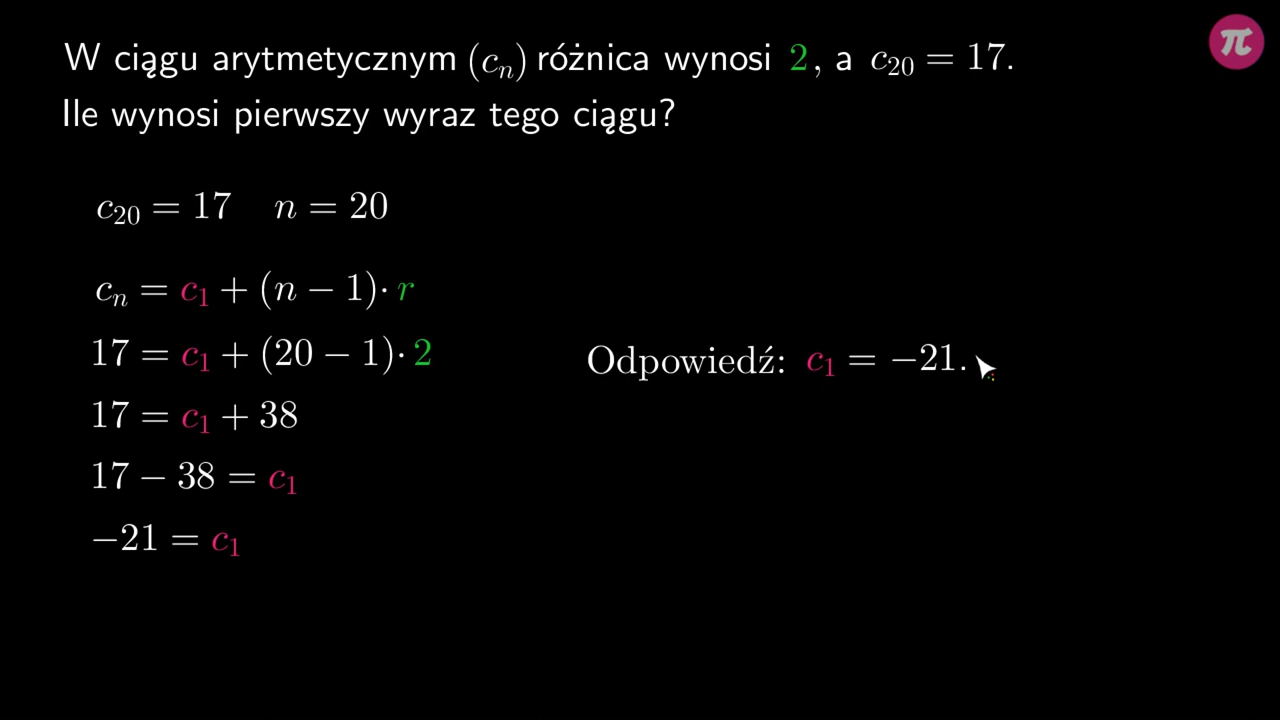 W ciągu arytmetycznym (cₙ) różnica wynosi 2, a c₂₀ = 17.
Ile wynosi pierwszy wyraz tego ciągu?
c₂₀ = 17 n = 20
cₙ = c₁ + (n − 1)· r
17 = c₁ + (20 − 1)· 2
17 = c₁ + 38
17 − 38 = c₁
−21 = c₁
Odpowiedź: c₁ = −21.
π